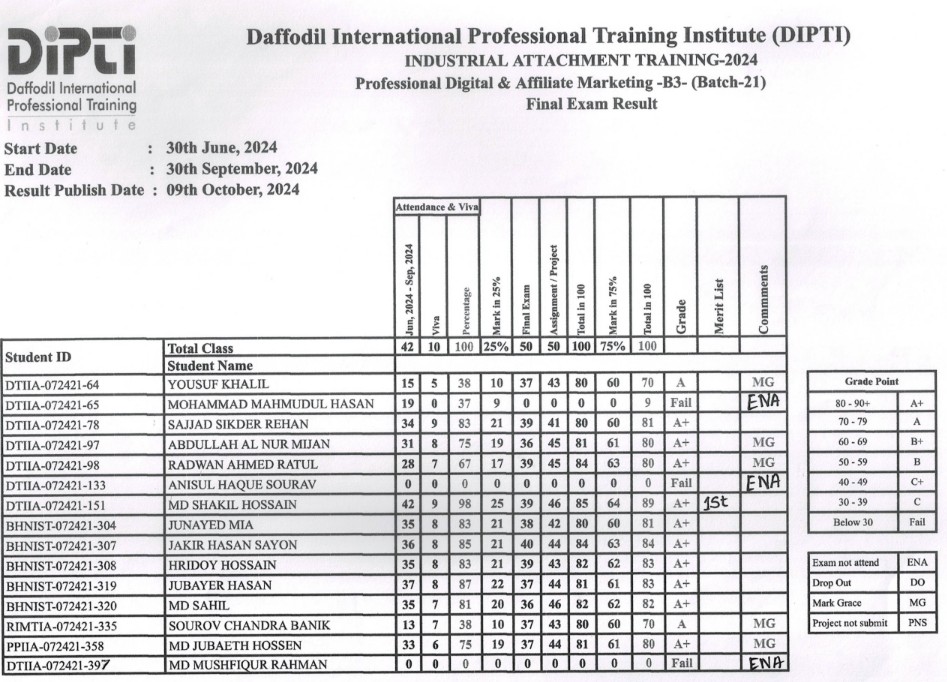 DIPTI
Daffodil International
Professional Training
Institute
Daffodil International Professional Training Institute (DIPTI)
INDUSTRIAL ATTACHMENT TRAINING-2024
Professional Digital & Affiliate Marketing -B3- (Batch-21)
Final Exam Result
Start Date : 30th June, 2024
End Date : 30th September, 2024
Result Publish Date : 09th October, 2024
Attendance & Viva
Jun, 2024 - Sep, 2024 Viva Percentage Mark in 25% Final Exam Assignment / Project Total in 100 Mark in 75% Total in 100 Grade Merit List Comments
Student ID Total Class 42 10 100 25% 50 50 100 75% 100
Student Name
DTIIA-072421-64 YOUSUF KHALIL 15 5 38 10 37 43 80 60 70 A MG
DTIIA-072421-65 MOHAMMAD MAHMUDUL HASAN 19 0 37 9 0 0 0 0 9 Fail ENA
DTIIA-072421-78 SAJJAD SIKDER REHAN 34 9 83 21 39 41 80 60 81 A+
DTIIA-072421-97 ABDULLAH AL NUR MIJAN 31 8 75 19 36 45 81 61 80 A+ MG
DTIIA-072421-98 RADWAN AHMED RATUL 28 7 67 17 39 45 84 63 80 A+ MG
DTIIA-072421-133 ANISUL HAQUE SOURAV 0 0 0 0 0 0 0 0 0 Fail ENA
DTIIA-072421-151 MD SHAKIL HOSSAIN 42 9 98 25 39 46 85 64 89 A+ 1St
BHNIST-072421-304 JUNAYED MIA 35 8 83 21 38 42 80 60 81 A+
BHNIST-072421-307 JAKIR HASAN SAYON 36 8 85 21 40 44 84 63 84 A+
BHNIST-072421-308 HRIDOY HOSSAIN 35 8 83 21 39 43 82 62 83 A+
BHNIST-072421-319 JUBAYER HASAN 37 8 87 22 37 44 81 61 83 A+
BHNIST-072421-320 MD SAHIL 35 7 81 20 36 46 82 62 82 A+
RIMTIA-072421-335 SOUROV CHANDRA BANIK 13 7 38 10 37 43 80 60 70 A MG
PPIIA-072421-358 MD JUBAETH HOSSEN 33 6 75 19 37 44 81 61 80 A+ MG
DTIIA-072421-397 MD MUSHFIQUR RAHMAN 0 0 0 0 0 0 0 0 0 Fail ENA
Grade Point
80 - 90+ A+
70 - 79 A
60 - 69 B+
50 - 59 B
40 - 49 C+
30 - 39 C
Below 30 Fail
Exam not attend ENA
Drop Out DO
Mark Grace MG
Project not submit PNS